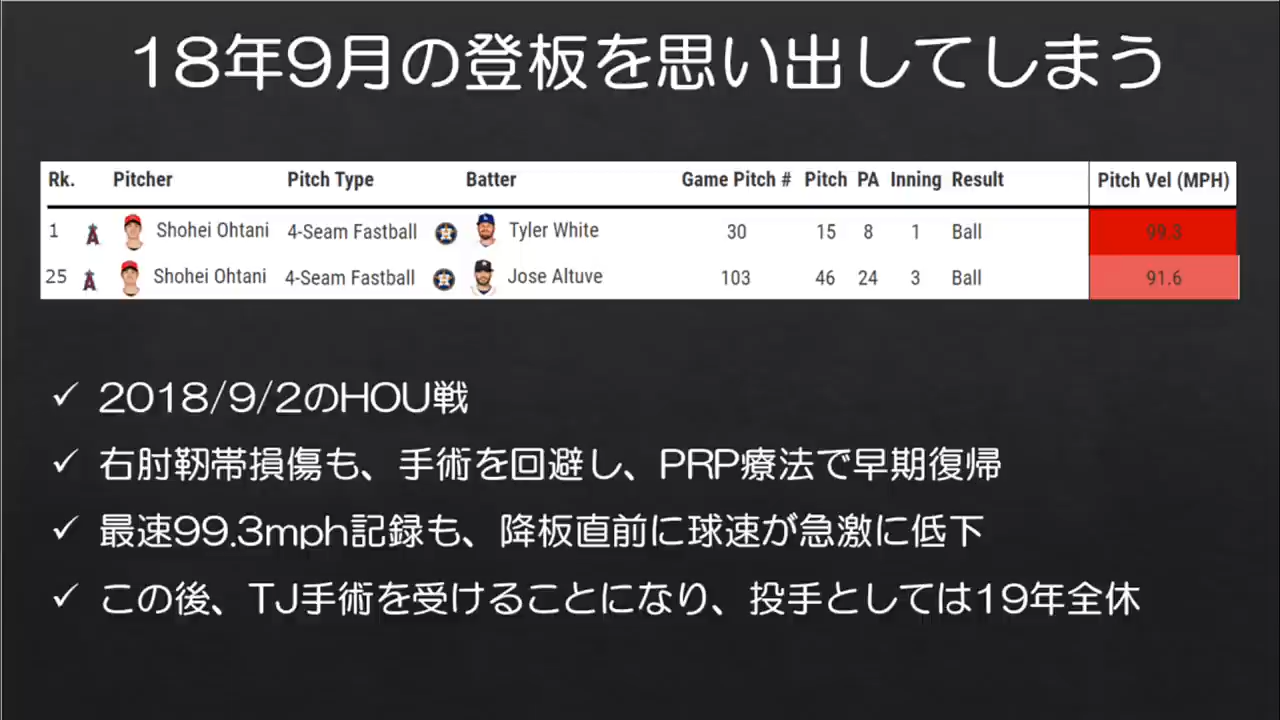 18年9月の登板を思い出してしまう
Rk. Pitcher Pitch Type Batter Game Pitch # Pitch PA Inning Result Pitch Vel (MPH)
1 Shohei Ohtani 4-Seam Fastball Tyler White 30 15 8 1 Ball 99.3
25 Shohei Ohtani 4-Seam Fastball Jose Altuve 103 46 24 3 Ball 91.6
✓ 2018/9/2のHOU戦
✓ 右肘靭帯損傷も、手術を回避し、PRP療法で早期復帰
✓ 最速99.3mph記録も、降板直前に球速が急激に低下
✓ この後、TJ手術を受けることになり、投手としては19年全休